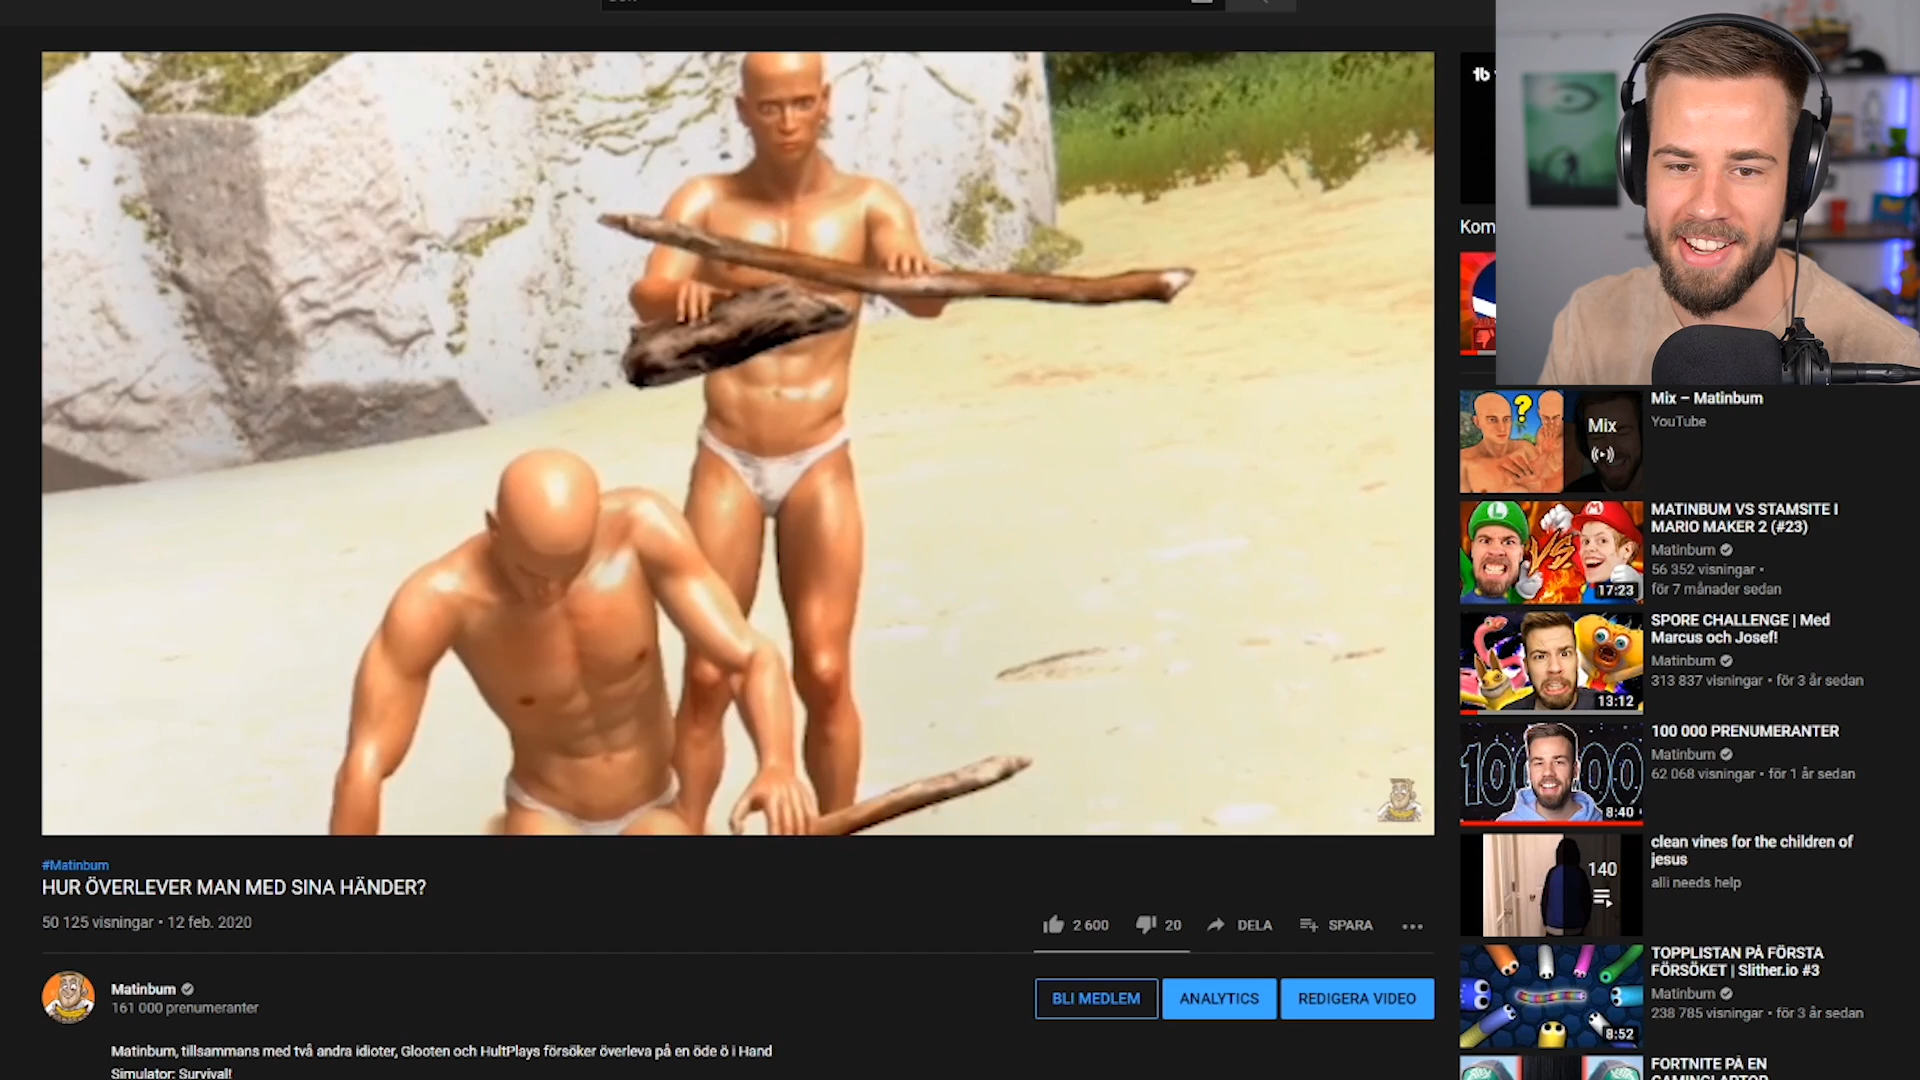 Kom
Mix
Mix – Matinbum
YouTube
MATINBUM VS STAMSITE I
MARIO MAKER 2 (#23)
Matinbum
56 352 visningar •
för 7 månader sedan
VS
17:23
SPORE CHALLENGE | Med
Marcus och Josef!
Matinbum
313 837 visningar • för 3 år sedan
13:12
100 000 PRENUMERANTER
Matinbum
62 068 visningar • för 1 år sedan
8:40
clean vines for the children of
jesus
alli needs help
140
TOPPLISTAN PÅ FÖRSTA
FÖRSÖKET | Slither.io #3
Matinbum
238 785 visningar • för 3 år sedan
8:52
FORTNITE PÅ EN
GAMINGLAPTOP
#Matinbum
HUR ÖVERLEVER MAN MED SINA HÄNDER?
50 125 visningar • 12 feb. 2020
2 600
20
DELA
SPARA
Matinbum
161 000 prenumeranter
BLI MEDLEM
ANALYTICS
REDIGERA VIDEO
Matinbum, tillsammans med två andra idioter, Glooten och HultPlays försöker överleva på en öde ö i Hand
Simulator: Survival!